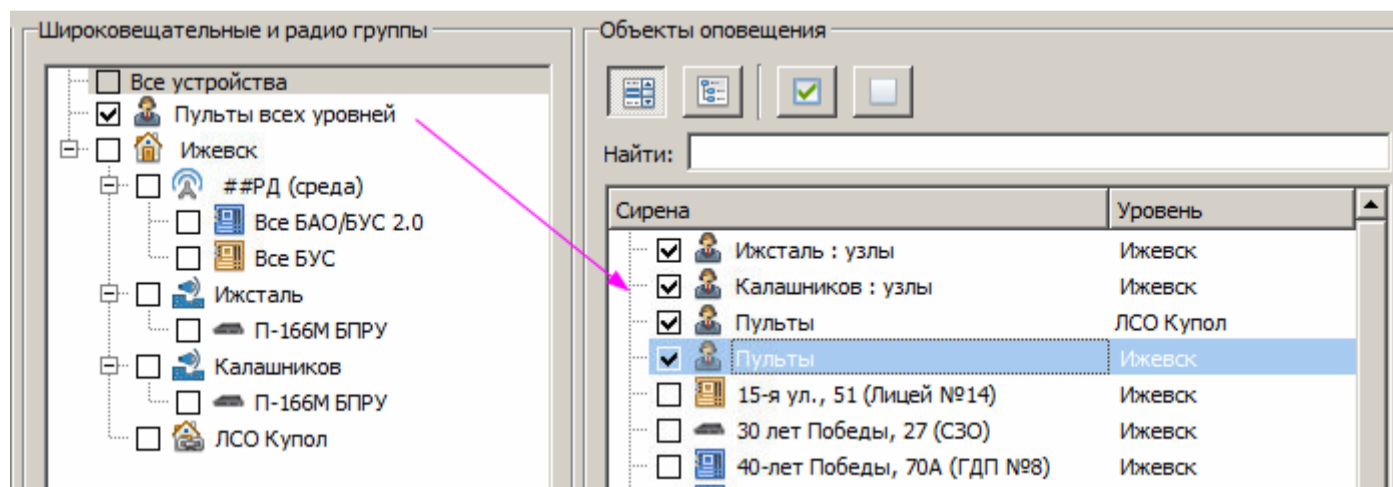 Широковещательные и радио группы
Все устройства
Пульты всех уровней
Ижевск
##РД (среда)
Все БАО/БУС 2.0
Все БУС
Ижсталь
П-166М БПРУ
Калашников
П-166М БПРУ
ЛСО Купол
Объекты оповещения
Найти:
Сирена Уровень
Ижсталь : узлы Ижевск
Калашников : узлы Ижевск
Пульты ЛСО Купол
Пульты Ижевск
15-я ул., 51 (Лицей №14) Ижевск
30 лет Победы, 27 (СЗО) Ижевск
40-лет Победы, 70А (ГДП №8) Ижевск